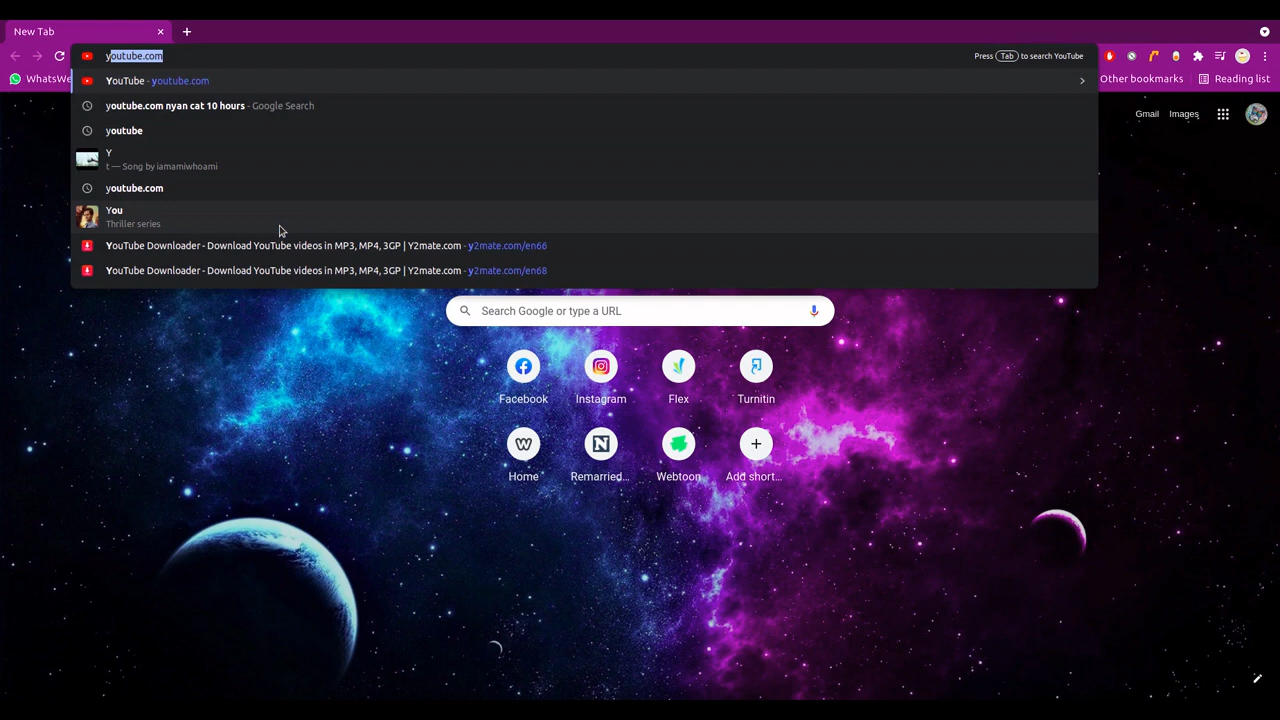 New Tab
youtube.com
Press Tab to search YouTube
WhatsWe
YouTube - youtube.com
Other bookmarks
Reading list
youtube.com nyan cat 10 hours - Google Search
Gmail
Images
youtube
Y
t — Song by iamamiwhoami
youtube.com
You
Thriller series
YouTube Downloader - Download YouTube videos in MP3, MP4, 3GP | Y2mate.com - y2mate.com/en66
YouTube Downloader - Download YouTube videos in MP3, MP4, 3GP | Y2mate.com - y2mate.com/en68
Search Google or type a URL
Facebook
Instagram
Flex
Turnitin
Home
Remarried...
Webtoon
Add short...